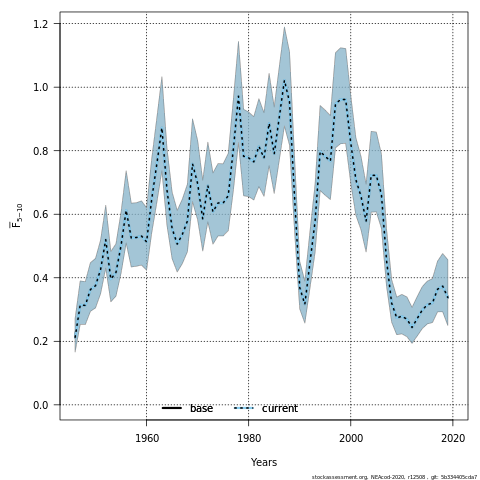 1.2
1.0
0.8
0.6
0.4
0.2
0.0
F̅5−10
base current
1960 1980 2000 2020
Years
stockassessment.org, NEAcod-2020, r12508 , git: 5b334405cda7